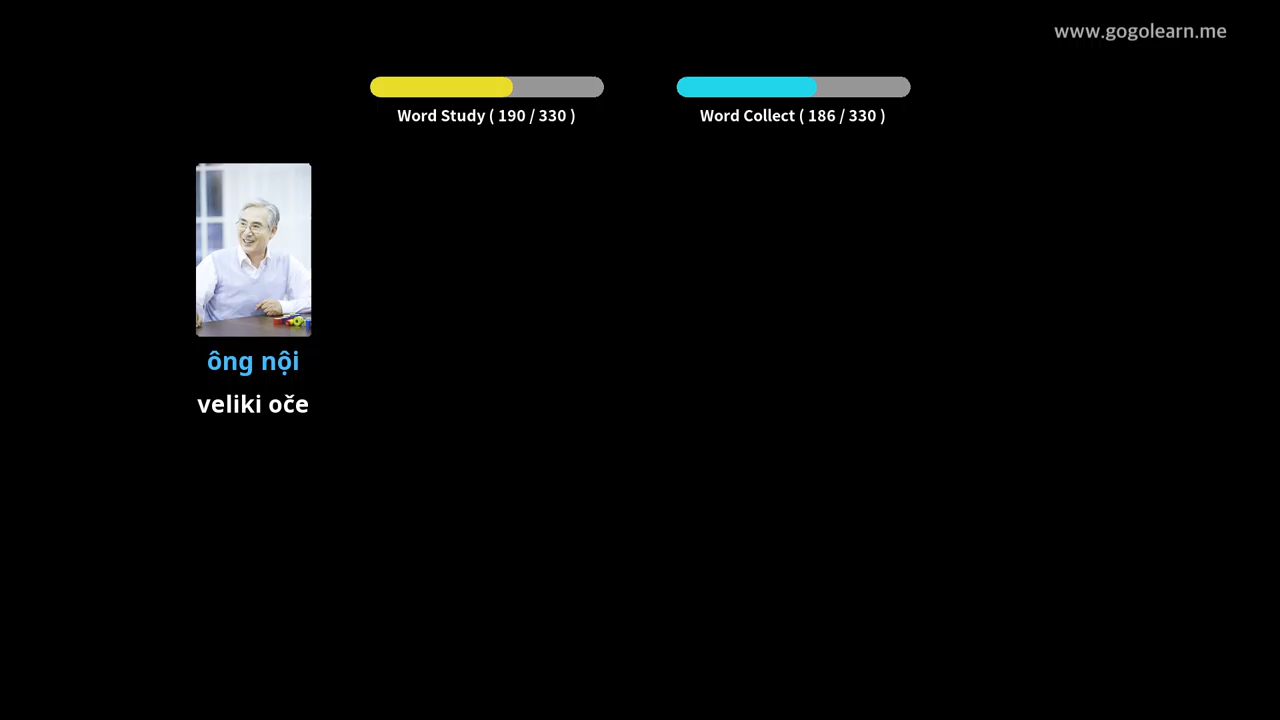 www.gogolearn.me
Word Study ( 190 / 330 )
Word Collect ( 186 / 330 )
ông nội
veliki oče